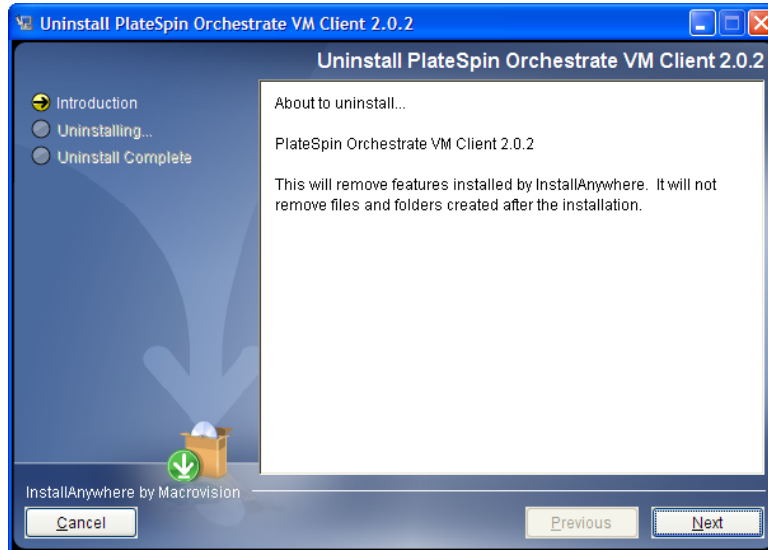 Uninstall PlateSpin Orchestrate VM Client 2.0.2
Uninstall PlateSpin Orchestrate VM Client 2.0.2
Introduction
Uninstalling...
Uninstall Complete
About to uninstall...
PlateSpin Orchestrate VM Client 2.0.2
This will remove features installed by InstallAnywhere. It will not
remove files and folders created after the installation.
InstallAnywhere by Macrovision
Cancel
Previous
Next